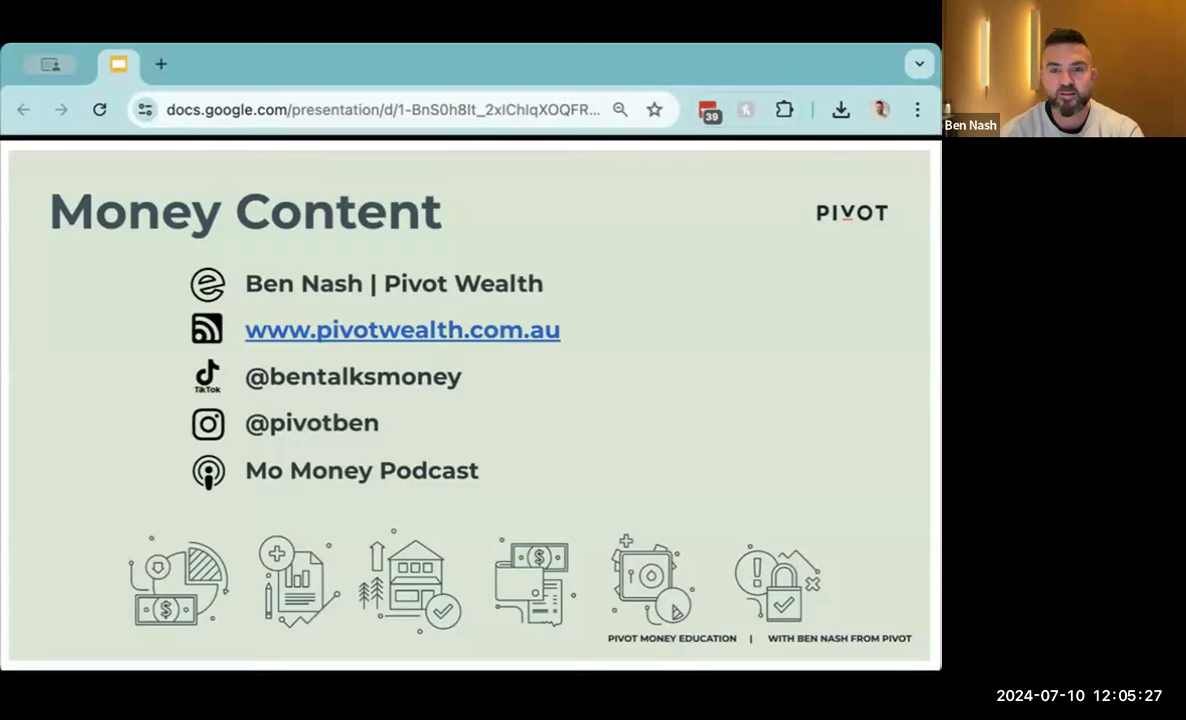 docs.google.com/presentation/d/1-BnS0h8It_2xIChlqXOQFR...
39
Ben Nash
Money Content
PIVOT
Ben Nash | Pivot Wealth
www.pivotwealth.com.au
TikTok
@bentalksmoney
@pivotben
Mo Money Podcast
PIVOT MONEY EDUCATION | WITH BEN NASH FROM PIVOT
2024-07-10 12:05:27